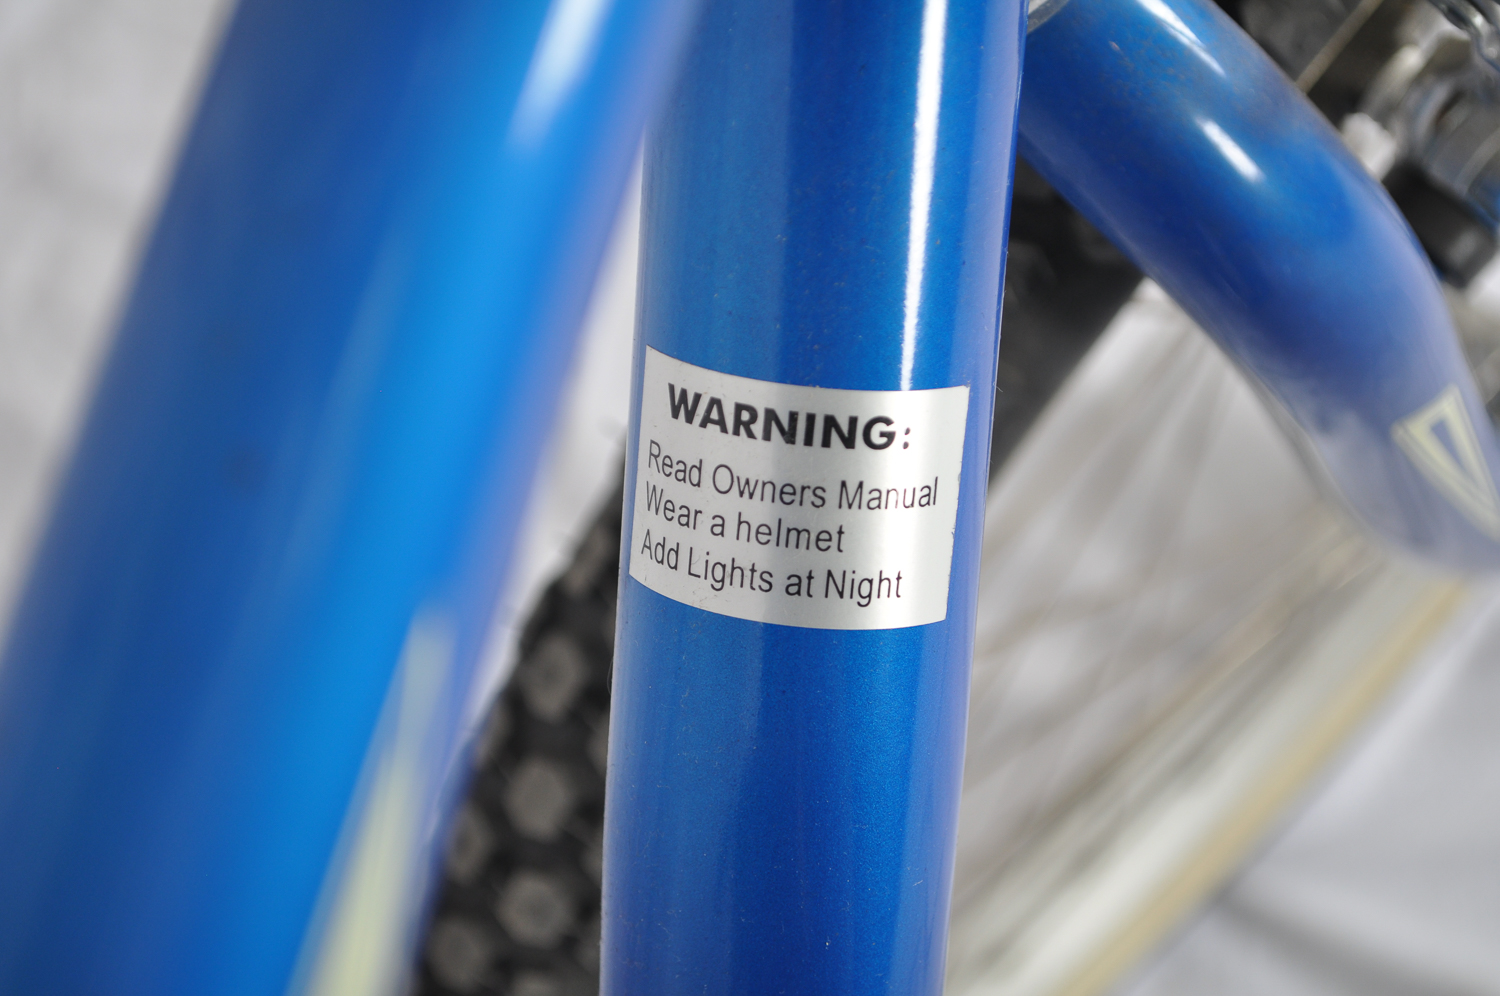 WARNING:
Read Owners Manual
Wear a helmet
Add Lights at Night